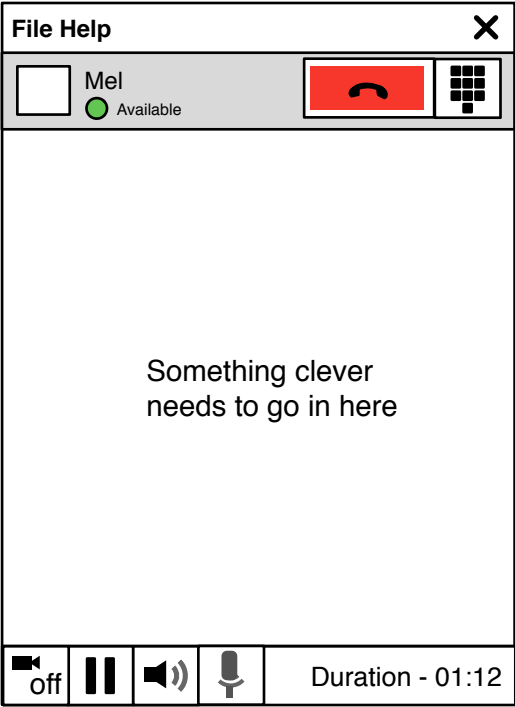 File Help
Mel
Available
Something clever
needs to go in here
off
Duration - 01:12